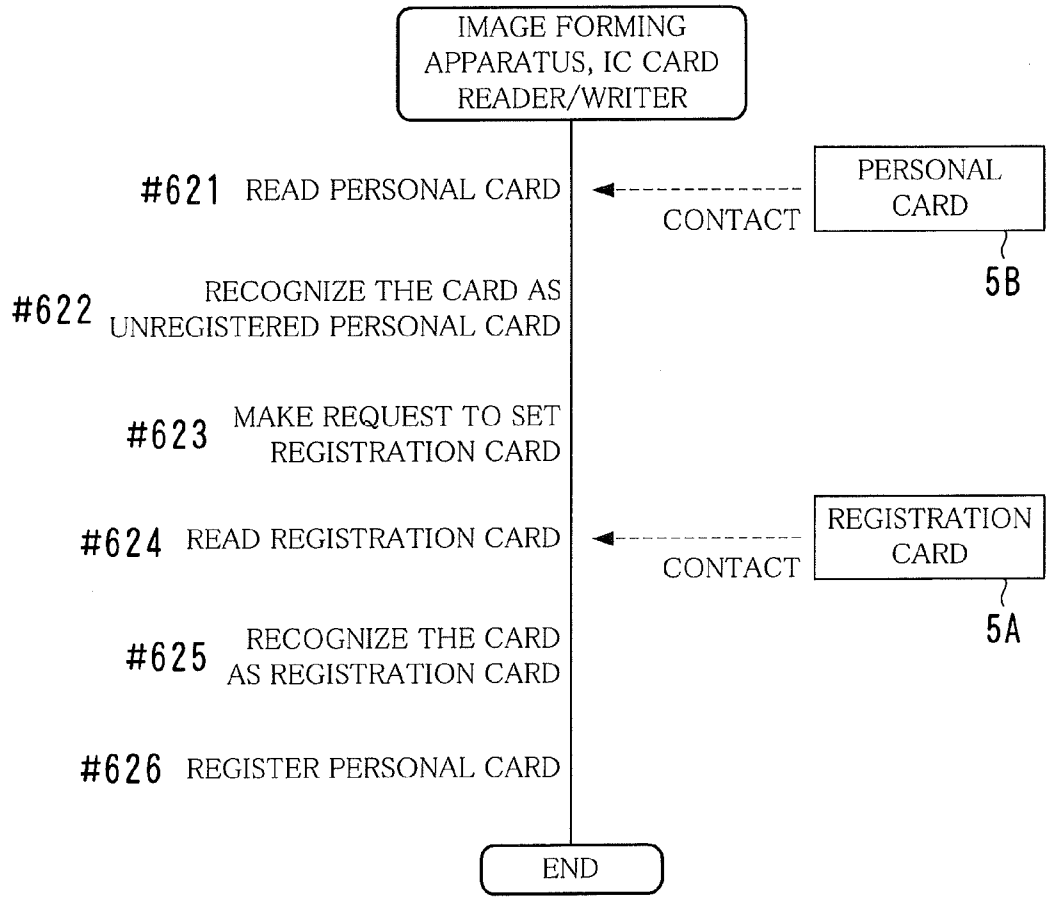 IMAGE FORMING
APPARATUS, IC CARD
READER/WRITER
#621 READ PERSONAL CARD
CONTACT
PERSONAL
CARD
5B
#622 RECOGNIZE THE CARD AS
UNREGISTERED PERSONAL CARD
#623 MAKE REQUEST TO SET
REGISTRATION CARD
#624 READ REGISTRATION CARD
CONTACT
REGISTRATION
CARD
5A
#625 RECOGNIZE THE CARD
AS REGISTRATION CARD
#626 REGISTER PERSONAL CARD
END